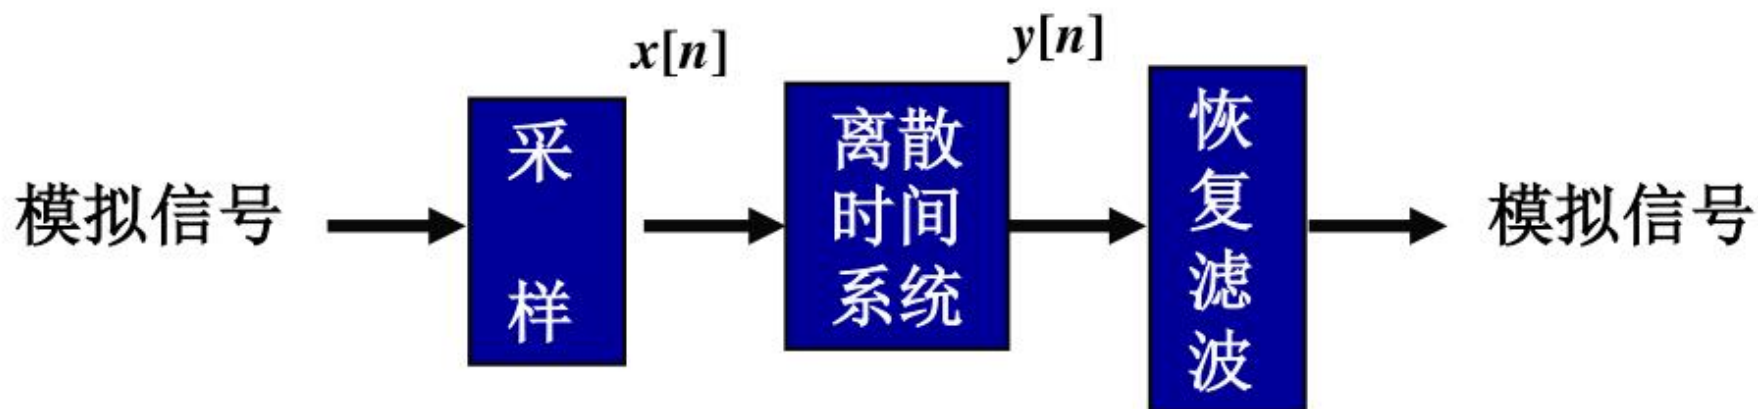 模拟信号
采
样
x[n]
离散
时间
系统
y[n]
恢
复
滤
波
模拟信号